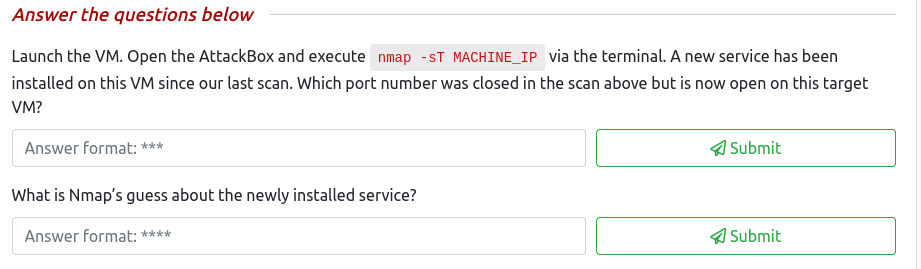 Answer the questions below
Launch the VM. Open the AttackBox and execute nmap -sT MACHINE_IP via the terminal. A new service has been
installed on this VM since our last scan. Which port number was closed in the scan above but is now open on this target
VM?
Answer format: *** Submit
What is Nmap’s guess about the newly installed service?
Answer format: **** Submit